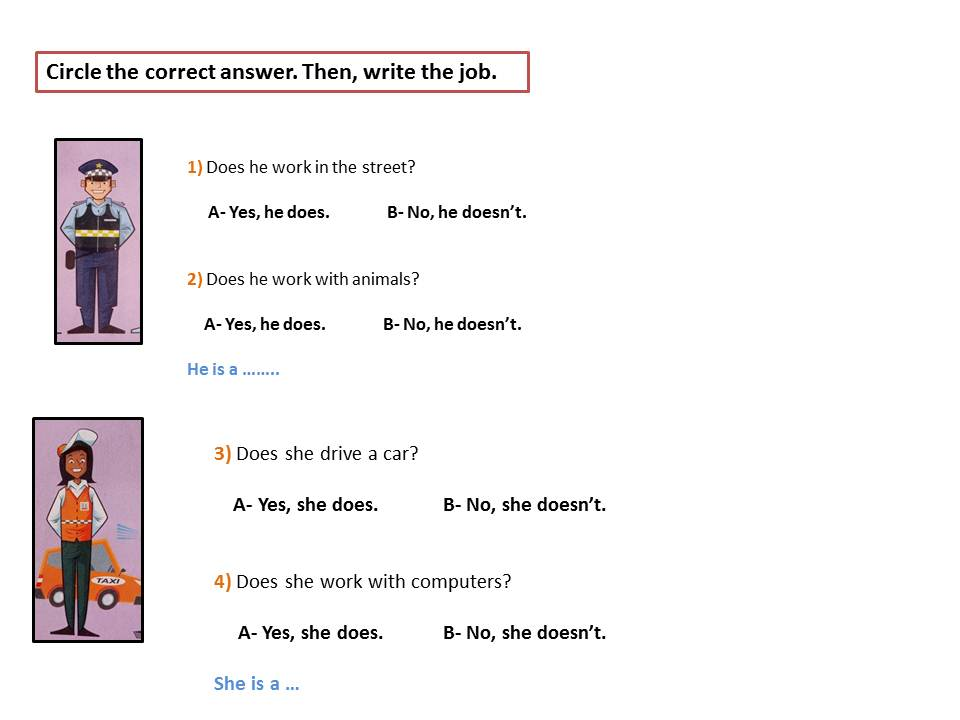 Circle the correct answer. Then, write the job.
1) Does he work in the street?
A- Yes, he does. B- No, he doesn’t.
2) Does he work with animals?
A- Yes, he does. B- No, he doesn’t.
He is a ........
3) Does she drive a car?
A- Yes, she does. B- No, she doesn’t.
TAXI
4) Does she work with computers?
A- Yes, she does. B- No, she doesn’t.
She is a …